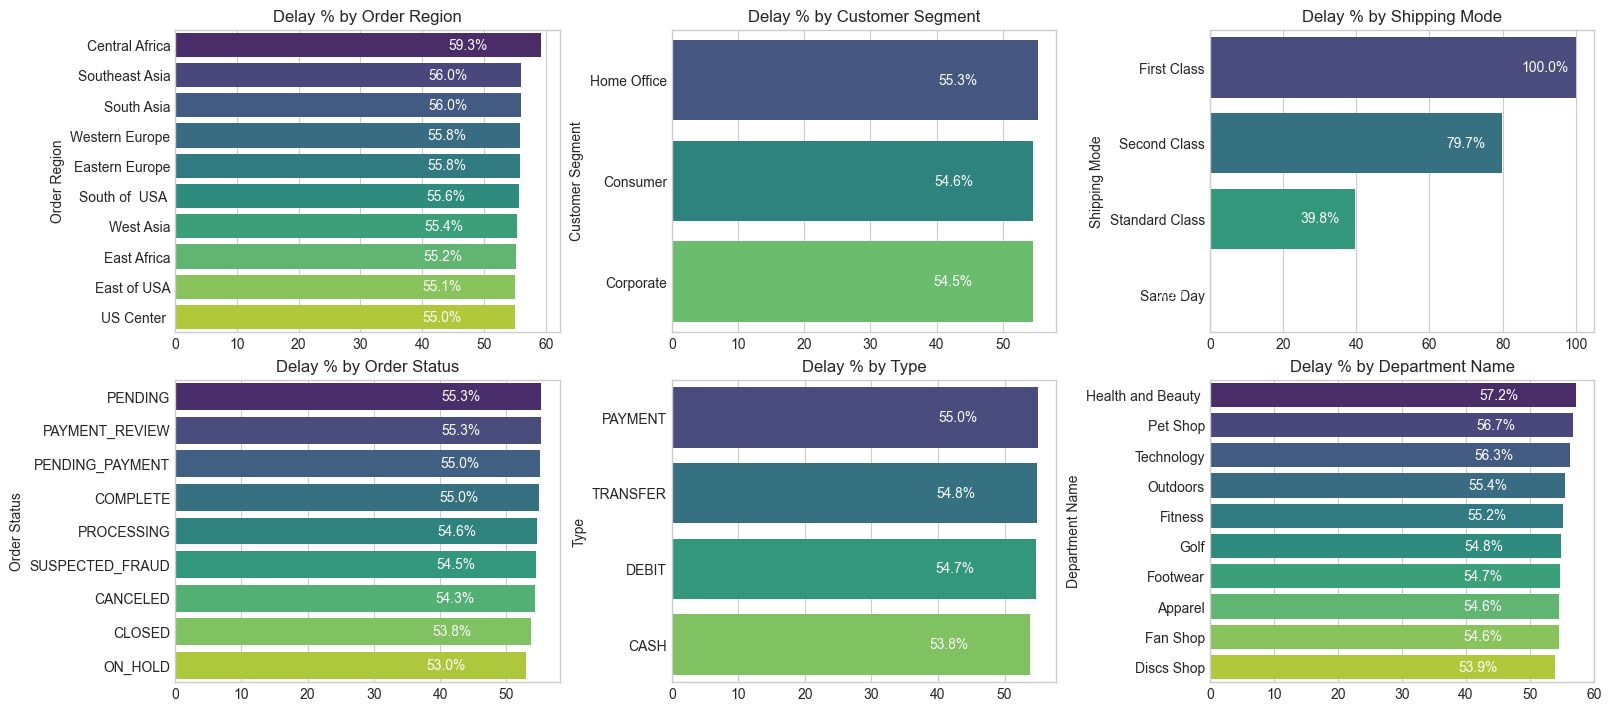 Delay % by Order Region
Order Region
Central Africa 59.3%
Southeast Asia 56.0%
South Asia 56.0%
Western Europe 55.8%
Eastern Europe 55.8%
South of  USA 55.6%
West Asia 55.4%
East Africa 55.2%
East of USA 55.1%
US Center 55.0%
0 10 20 30 40 50 60
Delay % by Customer Segment
Customer Segment
Home Office 55.3%
Consumer 54.6%
Corporate 54.5%
0 10 20 30 40 50
Delay % by Shipping Mode
Shipping Mode
First Class 100.0%
Second Class 79.7%
Standard Class 39.8%
Same Day
0 20 40 60 80 100
Delay % by Order Status
Order Status
PENDING 55.3%
PAYMENT_REVIEW 55.3%
PENDING_PAYMENT 55.0%
COMPLETE 55.0%
PROCESSING 54.6%
SUSPECTED_FRAUD 54.5%
CANCELED 54.3%
CLOSED 53.8%
ON_HOLD 53.0%
0 10 20 30 40 50
Delay % by Type
Type
PAYMENT 55.0%
TRANSFER 54.8%
DEBIT 54.7%
CASH 53.8%
0 10 20 30 40 50
Delay % by Department Name
Department Name
Health and Beauty 57.2%
Pet Shop 56.7%
Technology 56.3%
Outdoors 55.4%
Fitness 55.2%
Golf 54.8%
Footwear 54.7%
Apparel 54.6%
Fan Shop 54.6%
Discs Shop 53.9%
0 10 20 30 40 50 60